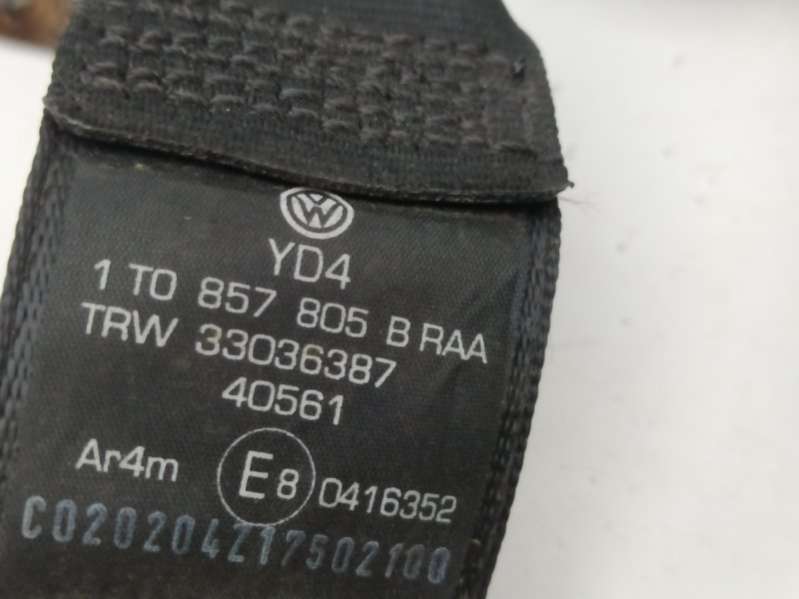 YD4
1 T0 857 805 B RAA
TRW 33036387
40561
Ar4m E8 0416352
C020204Z17502100